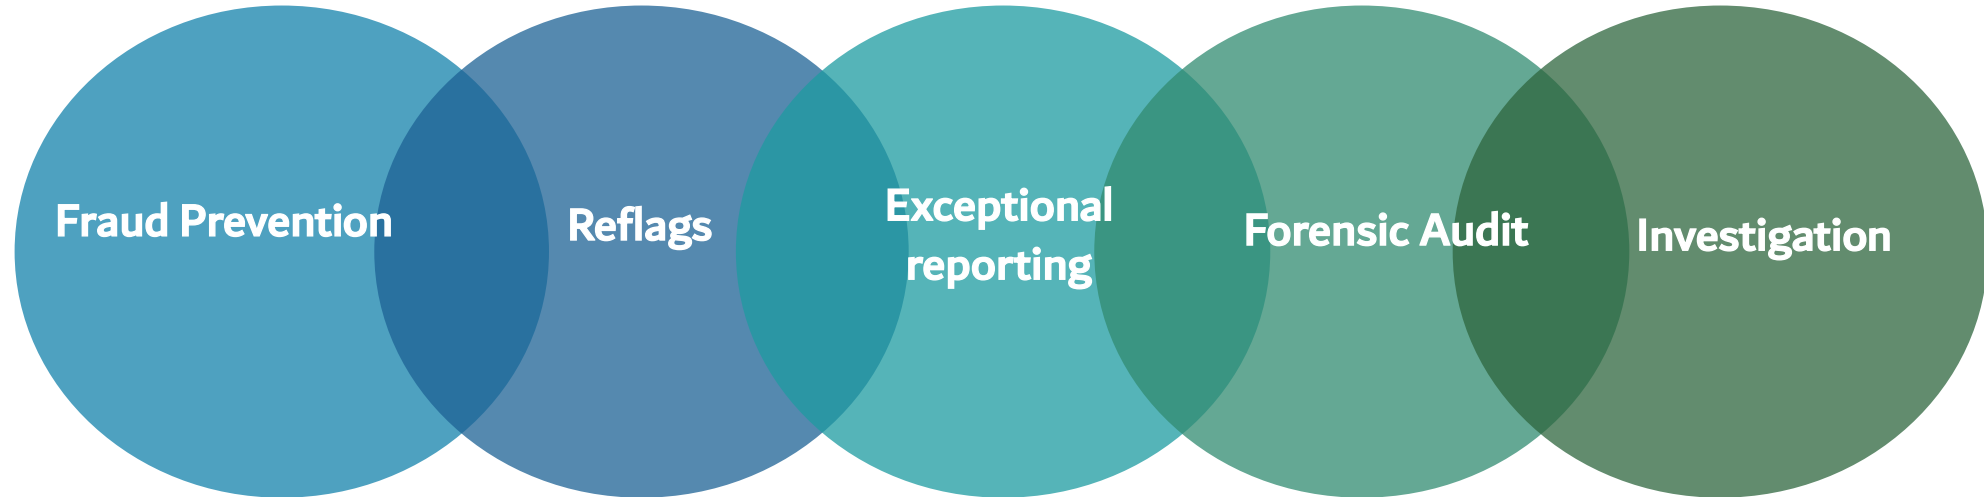 Fraud Prevention
Reflags
Exceptional
reporting
Forensic Audit
Investigation